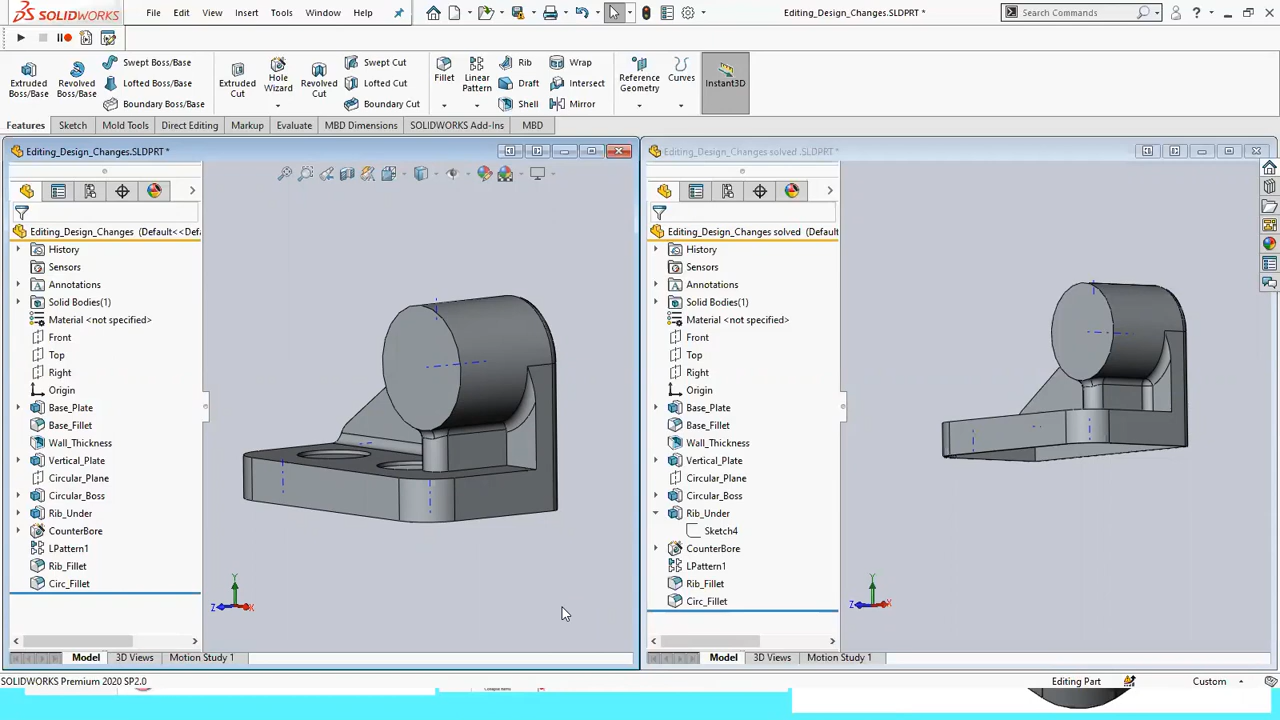 SOLIDWORKS File Edit View Insert Tools Window Help Editing_Design_Changes.SLDPRT * Search Commands
Extruded Boss/Base
Revolved Boss/Base
Swept Boss/Base
Lofted Boss/Base
Boundary Boss/Base
Extruded Cut
Hole Wizard
Revolved Cut
Swept Cut
Lofted Cut
Boundary Cut
Fillet
Linear Pattern
Rib
Draft
Shell
Wrap
Intersect
Mirror
Reference Geometry
Curves
Instant3D
Features Sketch Mold Tools Direct Editing Markup Evaluate MBD Dimensions SOLIDWORKS Add-Ins MBD
Editing_Design_Changes.SLDPRT *
Editing_Design_Changes (Default<<Defa
History
Sensors
Annotations
Solid Bodies(1)
Material <not specified>
Front
Top
Right
Origin
Base_Plate
Base_Fillet
Wall_Thickness
Vertical_Plate
Circular_Plane
Circular_Boss
Rib_Under
CounterBore
LPattern1
Rib_Fillet
Circ_Fillet
Y
Z X
Model 3D Views Motion Study 1
Editing_Design_Changes solved .SLDPRT *
Editing_Design_Changes solved (Default
History
Sensors
Annotations
Solid Bodies(1)
Material <not specified>
Front
Top
Right
Origin
Base_Plate
Base_Fillet
Wall_Thickness
Vertical_Plate
Circular_Plane
Circular_Boss
Rib_Under
Sketch4
CounterBore
LPattern1
Rib_Fillet
Circ_Fillet
Y
Z X
Model 3D Views Motion Study 1
SOLIDWORKS Premium 2020 SP2.0 Editing Part Custom